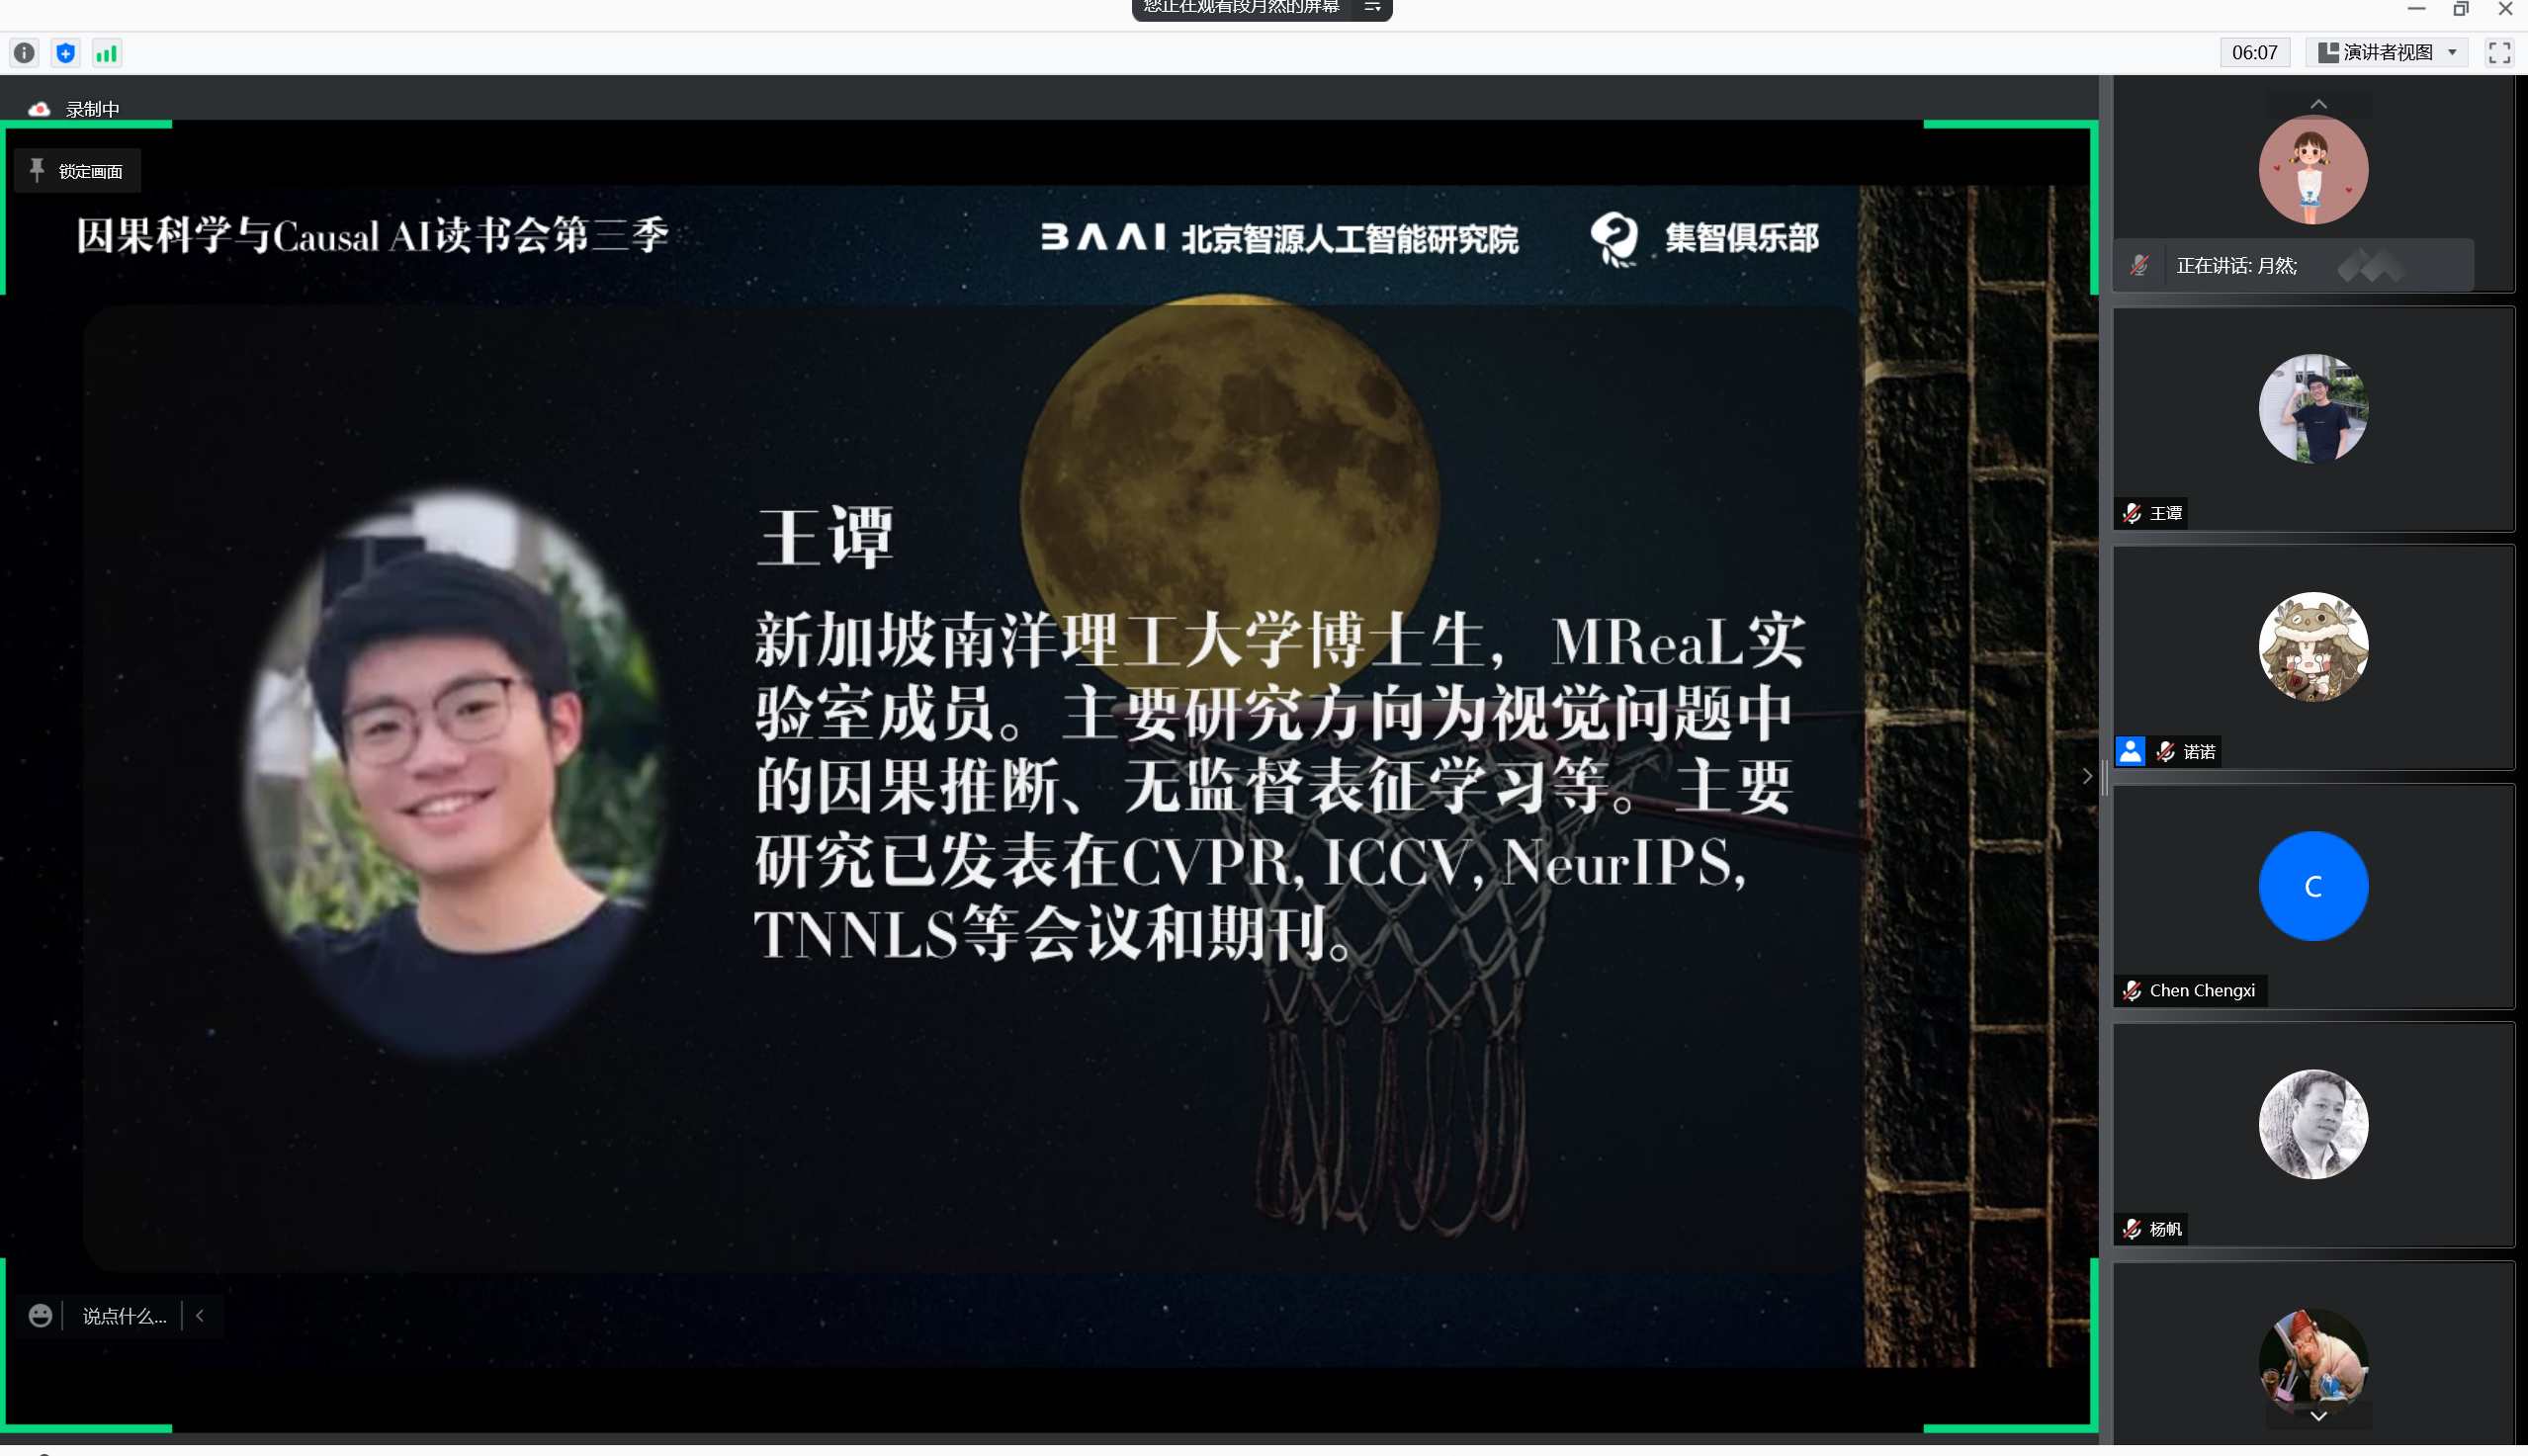 您正在观看段月然的屏幕
06:07
演讲者视图
录制中
锁定画面
因果科学与Causal AI读书会第三季
BAAI 北京智源人工智能研究院
集智俱乐部
王谭
新加坡南洋理工大学博士生，MReaL实
验室成员。主要研究方向为视觉问题中
的因果推断、无监督表征学习等。主要
研究已发表在CVPR, ICCV, NeurIPS,
TNNLS等会议和期刊。
说点什么...
正在讲话: 月然;
王谭
诺诺
C
Chen Chengxi
杨帆